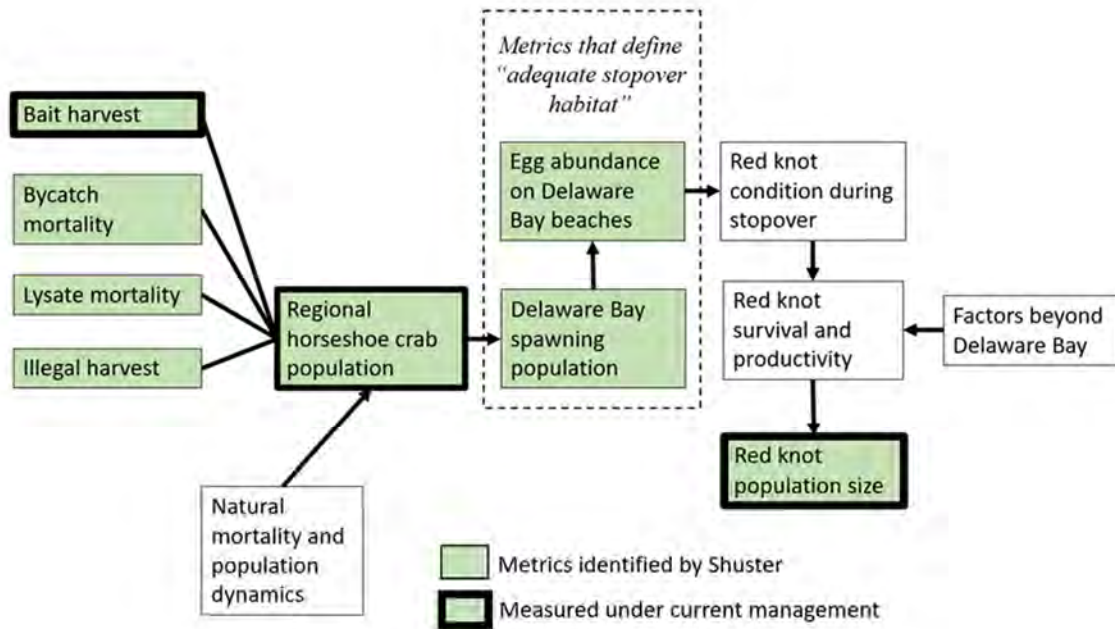 Metrics that define
“adequate stopover
habitat”
Bait harvest
Bycatch
mortality
Lysate mortality
Illegal harvest
Regional
horseshoe crab
population
Natural
mortality and
population
dynamics
Egg abundance
on Delaware
Bay beaches
Delaware Bay
spawning
population
Red knot
condition during
stopover
Red knot
survival and
productivity
Factors beyond
Delaware Bay
Red knot
population size
Metrics identified by Shuster
Measured under current management